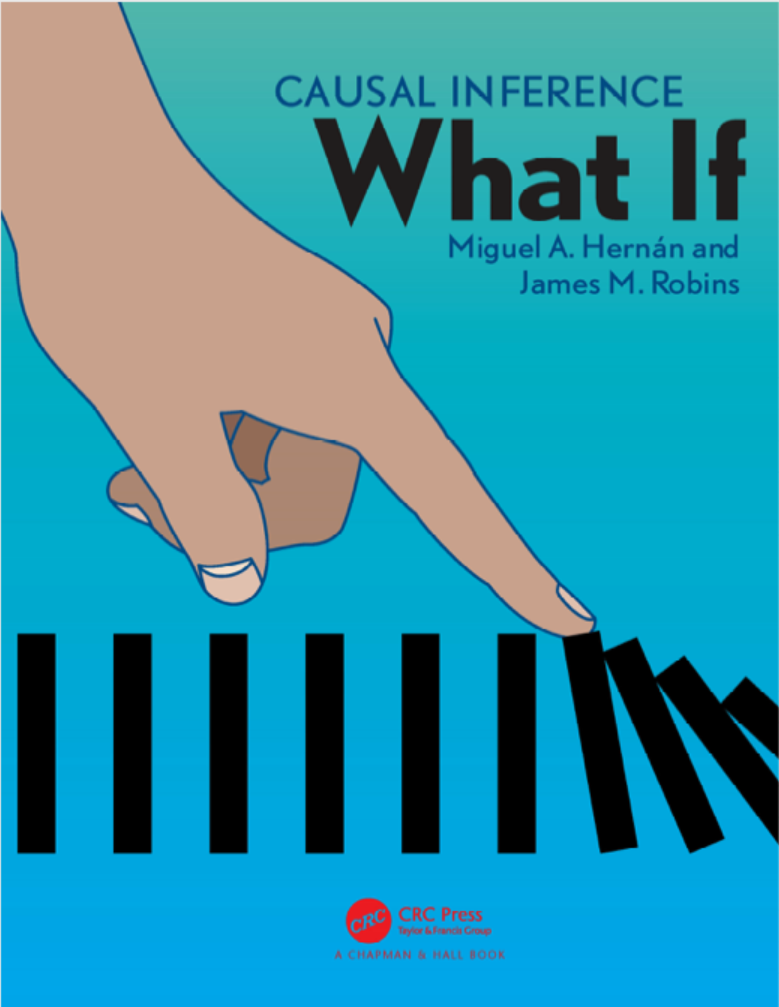 CAUSAL INFERENCE
What If
Miguel A. Hernán and
James M. Robins
CRC
CRC Press
Taylor & Francis Group
A CHAPMAN & HALL BOOK